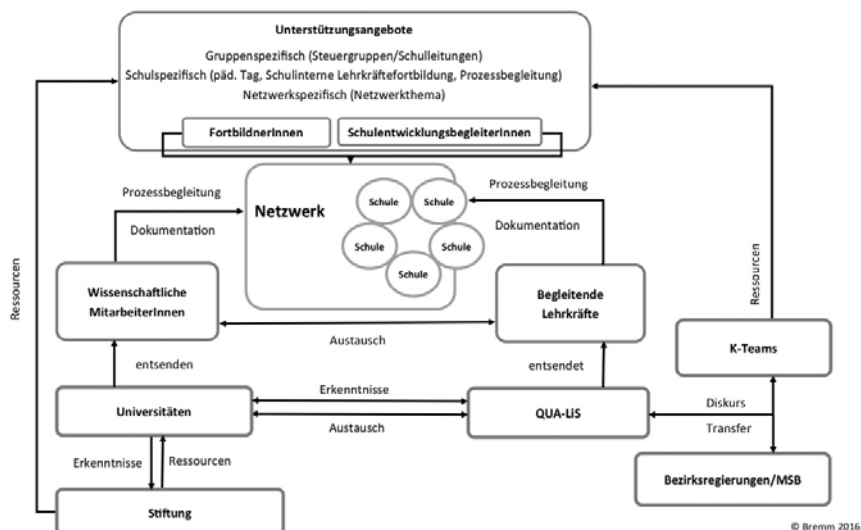 Unterstützungsangebote
Gruppenspezifisch (Steuergruppen/Schulleitungen)
Schulspezifisch (päd. Tag, Schulinterne Lehrkräftefortbildung, Prozessbegleitung)
Netzwerkspezifisch (Netzwerkthema)
FortbildnerInnen
SchulentwicklungsbegleiterInnen
Prozessbegleitung
Dokumentation
Netzwerk
Schule
Schule
Schule
Schule
Schule
Prozessbegleitung
Dokumentation
Ressourcen
Ressourcen
Wissenschaftliche
MitarbeiterInnen
Austausch
Begleitende
Lehrkräfte
K-Teams
entsenden
entsendet
Universitäten
Erkenntnisse
Austausch
QUA-LiS
Diskurs
Transfer
Erkenntnisse
Ressourcen
Bezirksregierungen/MSB
Stiftung
© Bremm 2016